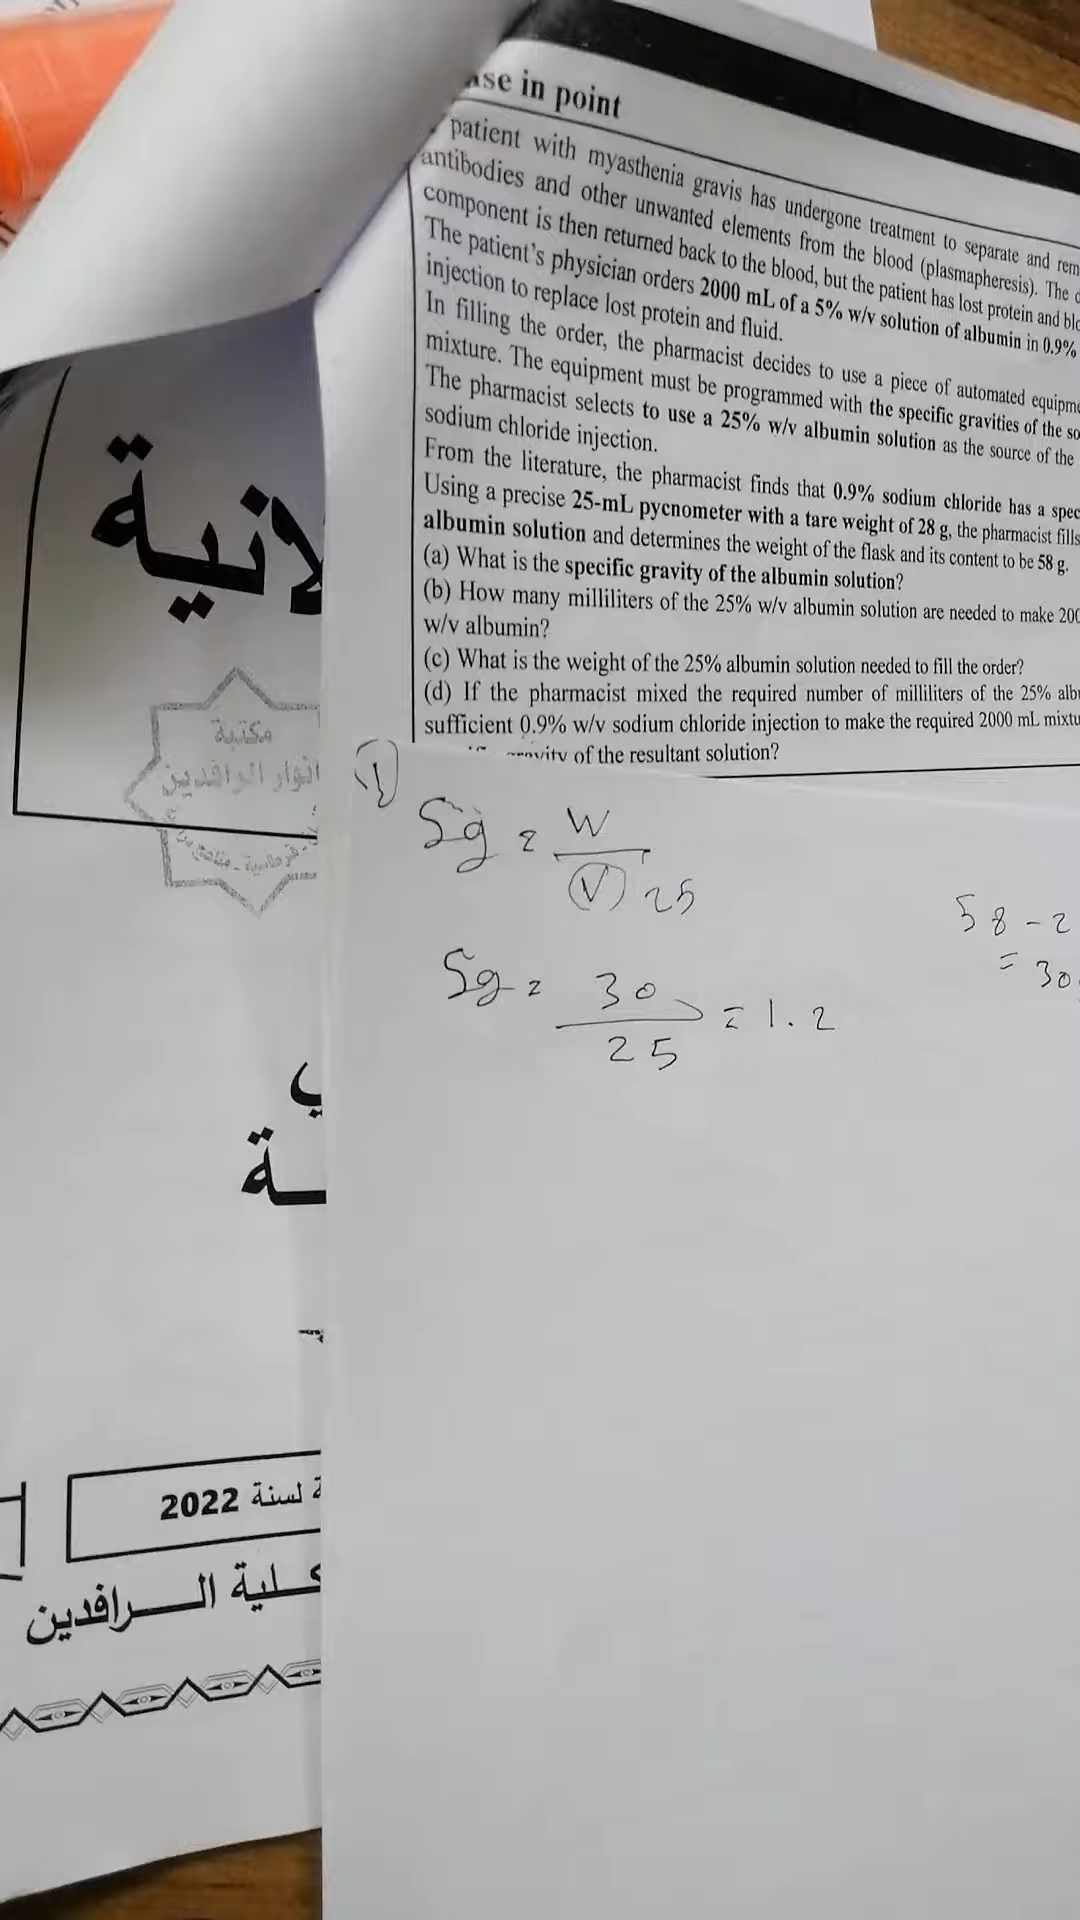 ase in point
patient with myasthenia gravis has undergone treatment to separate and rem
antibodies and other unwanted elements from the blood (plasmapheresis). The
component is then returned back to the blood, but the patient has lost protein and blo
The patient's physician orders 2000 mL of a 5% w/v solution of albumin in 0.9%
injection to replace lost protein and fluid.
In filling the order, the pharmacist decides to use a piece of automated equipme
mixture. The equipment must be programmed with the specific gravities of the so
The pharmacist selects to use a 25% w/v albumin solution as the source of the
sodium chloride injection.
From the literature, the pharmacist finds that 0.9% sodium chloride has a spec
Using a precise 25-mL pycnometer with a tare weight of 28 g, the pharmacist fills
albumin solution and determines the weight of the flask and its content to be 58 g.
(a) What is the specific gravity of the albumin solution?
(b) How many milliliters of the 25% w/v albumin solution are needed to make 200
w/v albumin?
(c) What is the weight of the 25% albumin solution needed to fill the order?
(d) If the pharmacist mixed the required number of milliliters of the 25% albu
sufficient 0.9% w/v sodium chloride injection to make the required 2000 mL mixtu
gravity of the resultant solution?
1
Sg = W
V 25
58 - 2
= 30
Sg = 30
25
= 1.2
لانية
مكتبة
انوار الرافدين
ي
ـة
ة لسنة 2022
كلية الـرافدين